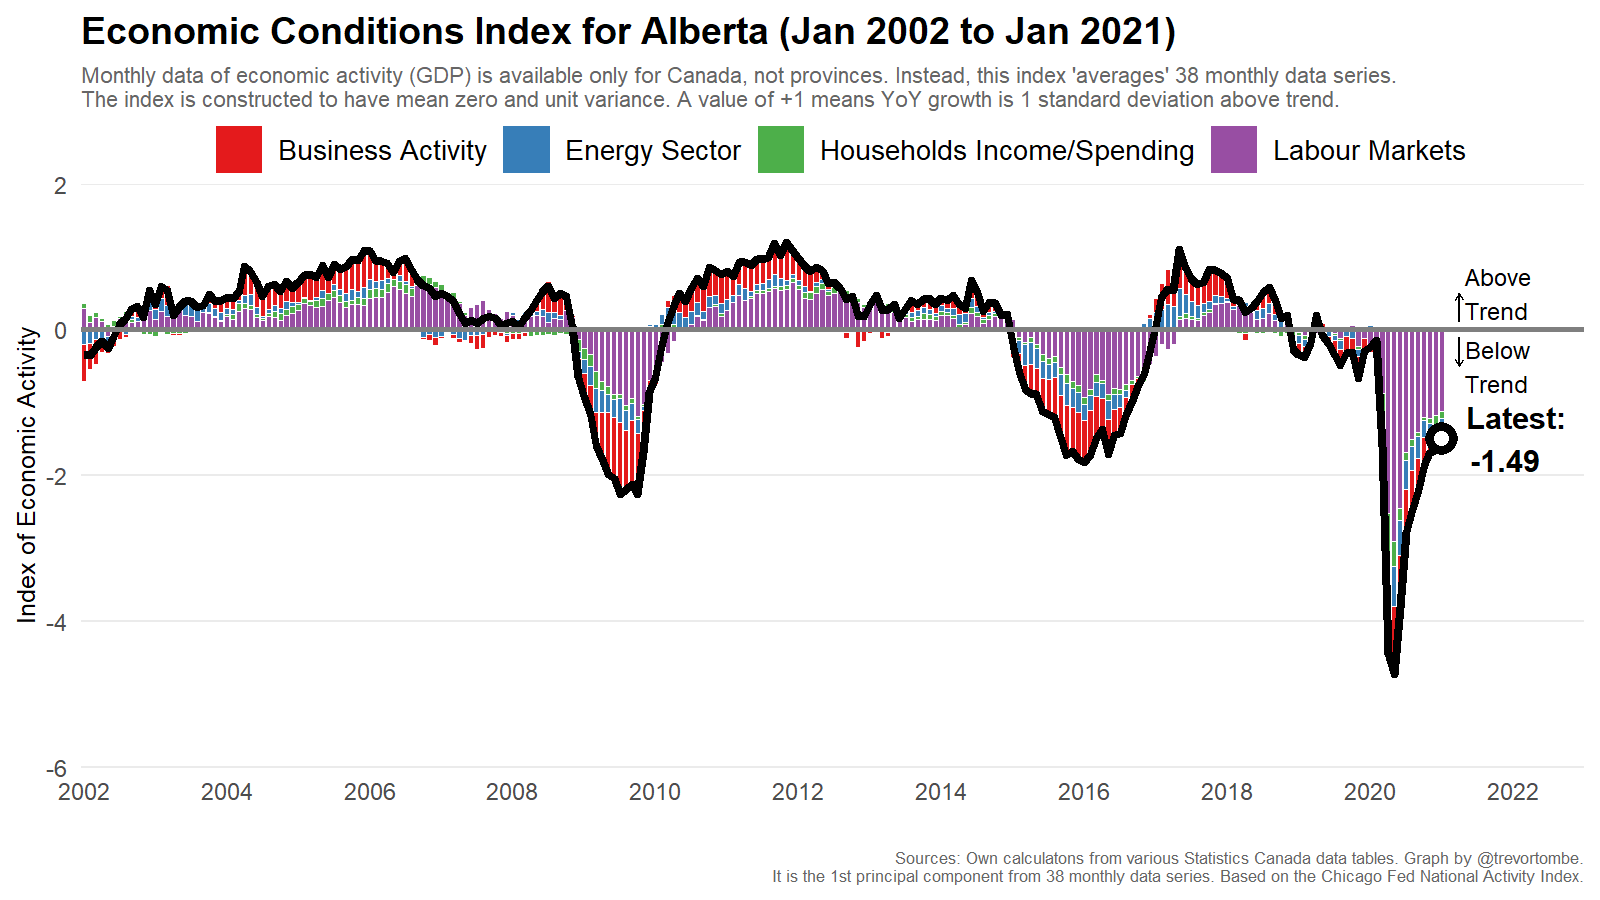 Economic Conditions Index for Alberta (Jan 2002 to Jan 2021)
Monthly data of economic activity (GDP) is available only for Canada, not provinces. Instead, this index 'averages' 38 monthly data series.
The index is constructed to have mean zero and unit variance. A value of +1 means YoY growth is 1 standard deviation above trend.
Business Activity
Energy Sector
Households Income/Spending
Labour Markets
Index of Economic Activity
2
0
-2
-4
-6
Above
Trend
Below
Trend
Latest:
-1.49
2002
2004
2006
2008
2010
2012
2014
2016
2018
2020
2022
Sources: Own calculatons from various Statistics Canada data tables. Graph by @trevortombe.
It is the 1st principal component from 38 monthly data series. Based on the Chicago Fed National Activity Index.